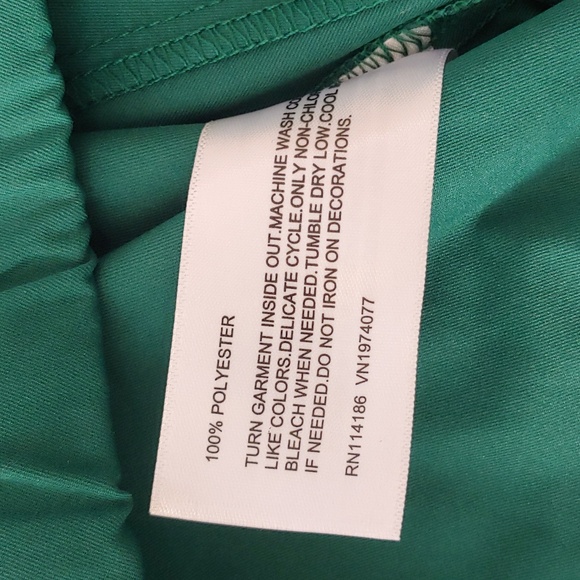 100% POLYESTER
TURN GARMENT INSIDE OUT.MACHINE WASH
LIKE COLORS.DELICATE CYCLE.ONLY
BLEACH WHEN NEEDED.TUMBLE DRY LOW.COOL
IF NEEDED.DO NOT IRON ON DECORATIONS.
RN114186 VN1974077